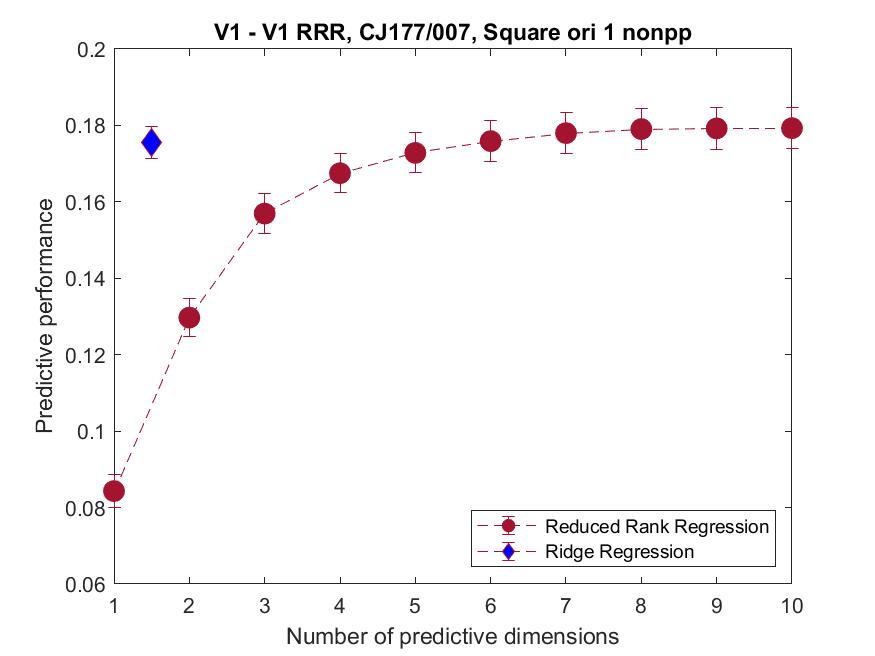 V1 - V1 RRR, CJ177/007, Square ori 1 nonpp
0.2
0.18
0.16
0.14
0.12
0.1
0.08
0.06
Predictive performance
1 2 3 4 5 6 7 8 9 10
Number of predictive dimensions
Reduced Rank Regression
Ridge Regression